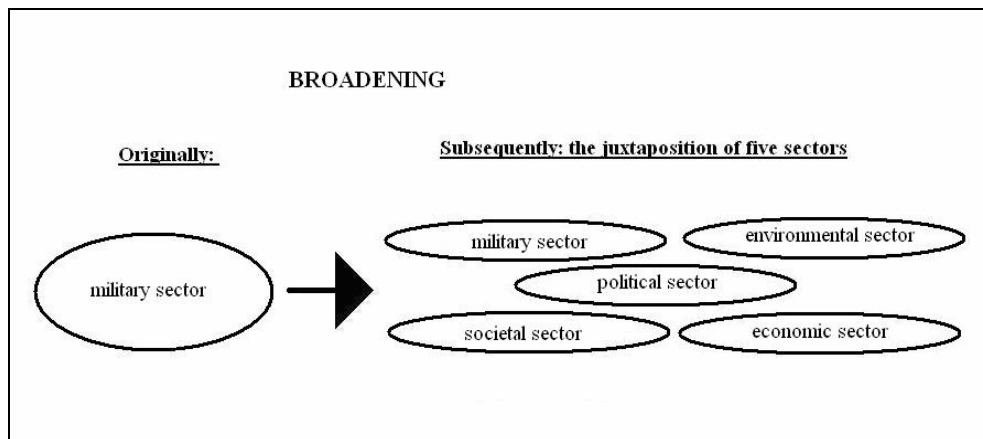 BROADENING
Originally:
Subsequently: the juxtaposition of five sectors
military sector
military sector
environmental sector
political sector
societal sector
economic sector